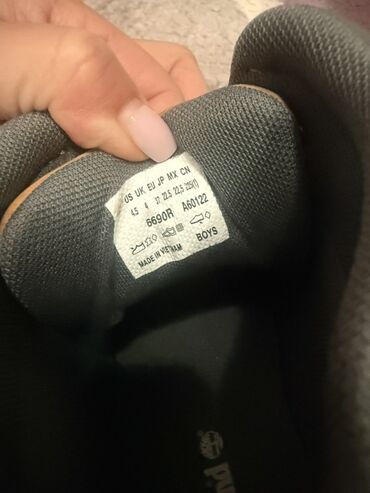 US UK EU JP MX CN
4,5 4 37 22,5 22,5 225(1)
6690R A60122
MADE IN VIETNAM BOYS